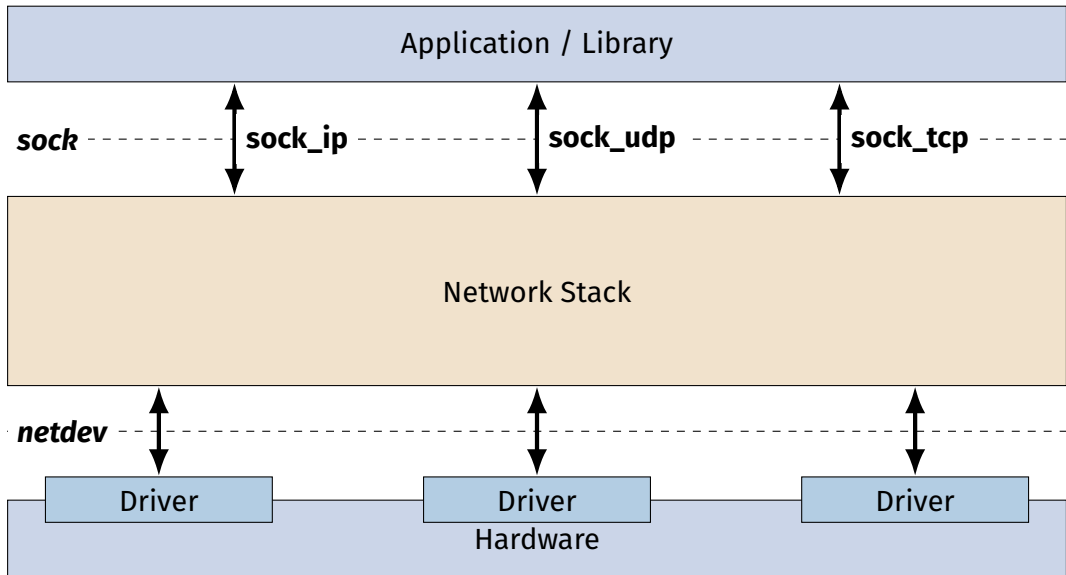 Application / Library
sock sock_ip sock_udp sock_tcp
Network Stack
netdev
Driver Driver Driver
Hardware